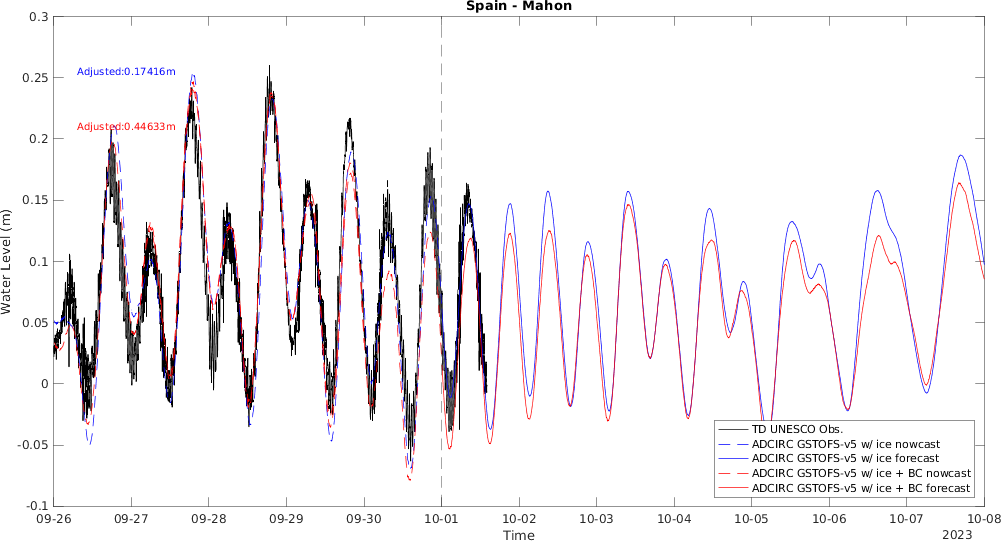 Spain - Mahon
0.3
0.25
0.2
0.15
0.1
0.05
0
-0.05
-0.1
Water Level (m)
Adjusted:0.17416m
Adjusted:0.44633m
TD UNESCO Obs.
ADCIRC GSTOFS-v5 w/ ice nowcast
ADCIRC GSTOFS-v5 w/ ice forecast
ADCIRC GSTOFS-v5 w/ ice + BC nowcast
ADCIRC GSTOFS-v5 w/ ice + BC forecast
09-26 09-27 09-28 09-29 09-30 10-01 10-02 10-03 10-04 10-05 10-06 10-07 10-08
Time
2023